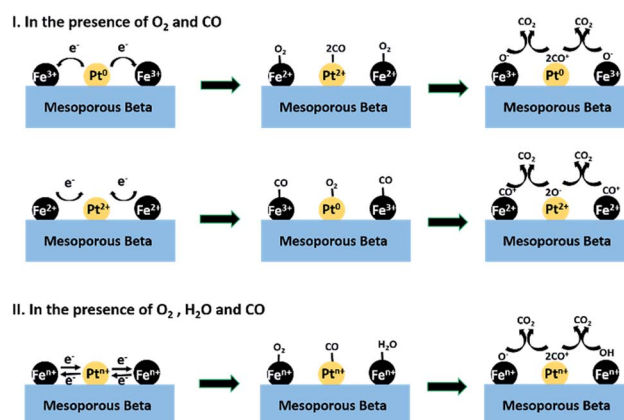 I. In the presence of O₂ and CO
e⁻ e⁻ O₂ 2CO O₂ CO₂ CO₂
O⁻ 2CO⁺ O⁻
Fe³⁺ Pt⁰ Fe³⁺ Fe²⁺ Pt²⁺ Fe²⁺ Fe³⁺ Pt⁰ Fe³⁺
Mesoporous Beta Mesoporous Beta Mesoporous Beta
e⁻ e⁻ CO O₂ CO CO₂ CO₂
CO⁺ 2O⁻ CO⁺
Fe²⁺ Pt²⁺ Fe²⁺ Fe³⁺ Pt⁰ Fe³⁺ Fe²⁺ Pt²⁺ Fe²⁺
Mesoporous Beta Mesoporous Beta Mesoporous Beta
II. In the presence of O₂ , H₂O and CO
e⁻ e⁻ O₂ CO H₂O CO₂ CO₂
e⁻ e⁻ O⁻ 2CO⁺ OH
Feⁿ⁺ Ptⁿ⁺ Feⁿ⁺ Feⁿ⁺ Ptⁿ⁺ Feⁿ⁺ Feⁿ⁺ Ptⁿ⁺ Feⁿ⁺
Mesoporous Beta Mesoporous Beta Mesoporous Beta